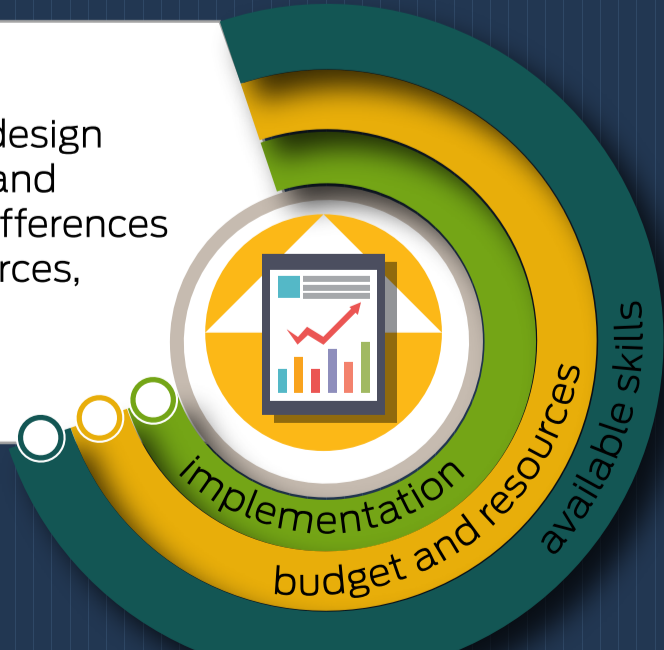 design
and
fferences
rces,
implementation
budget and resources
available skills